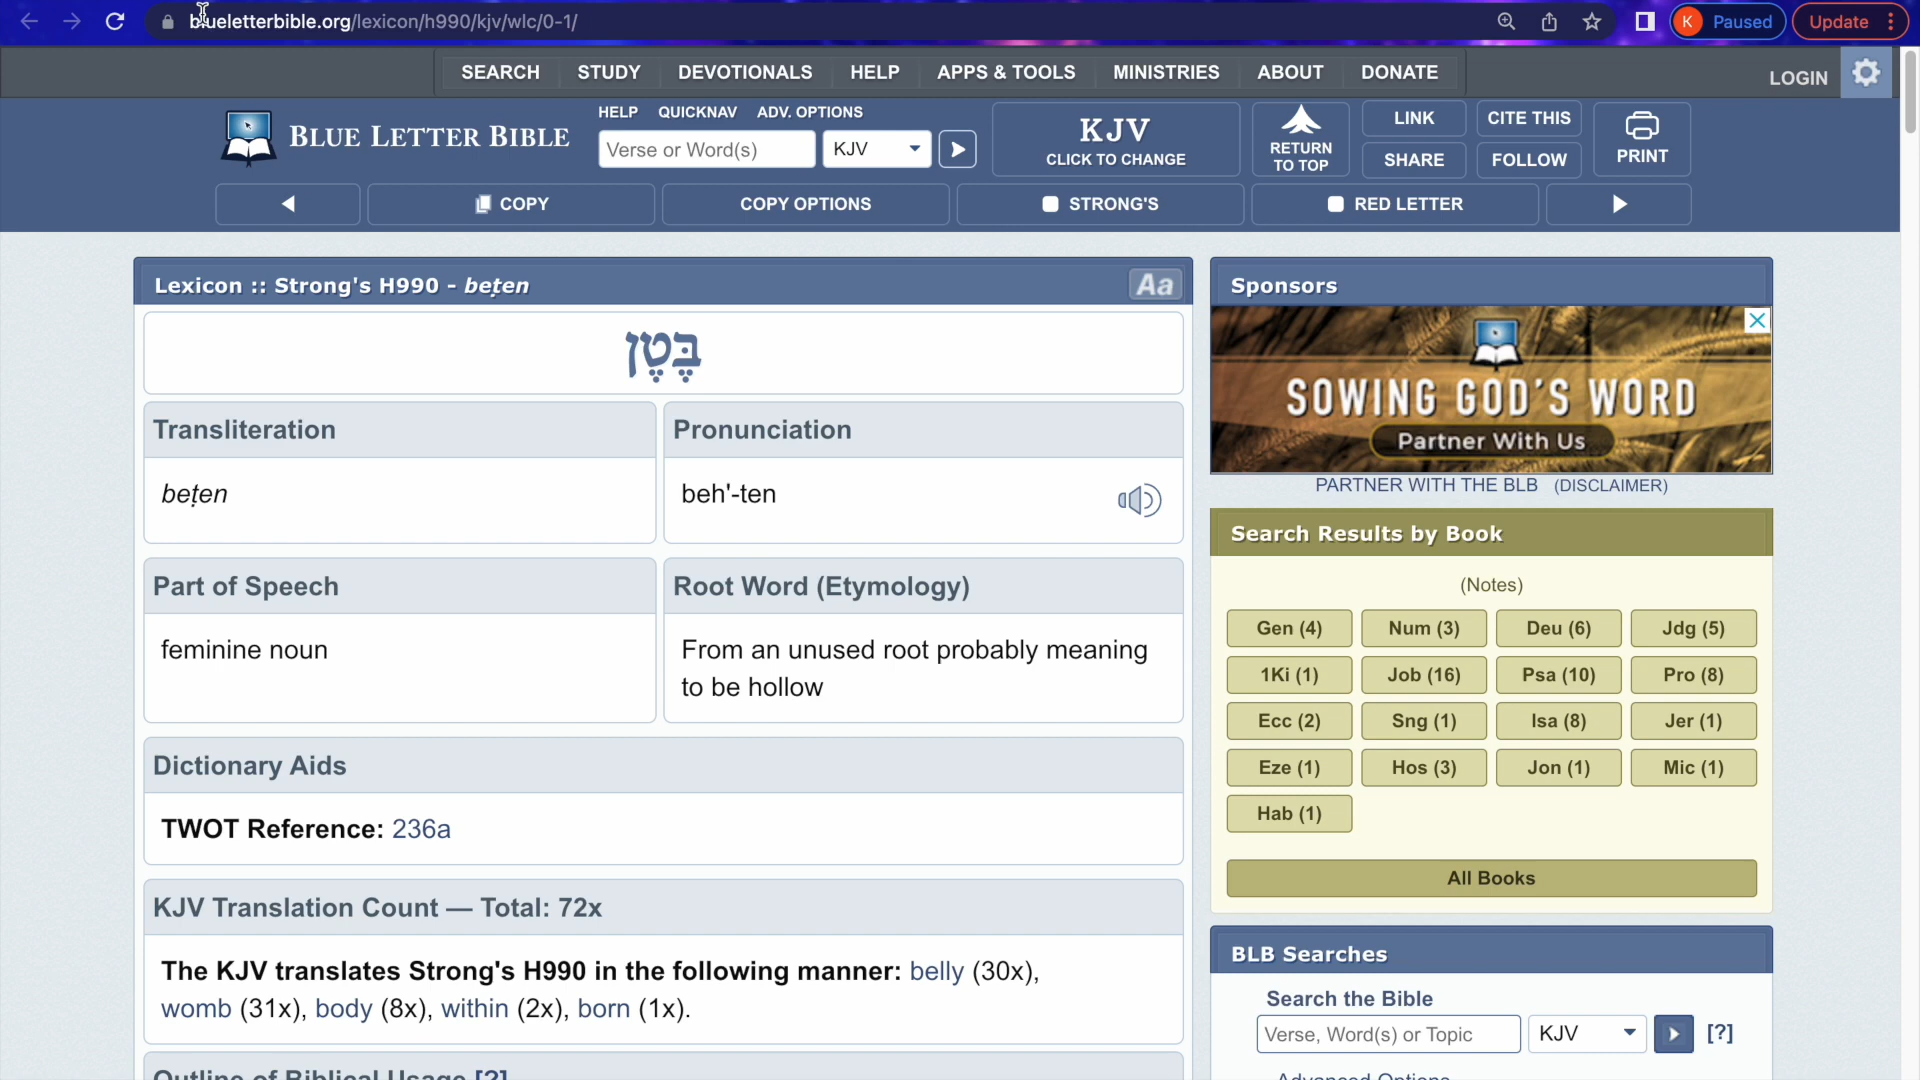 blueletterbible.org/lexicon/h990/kjv/wlc/0-1/
K Paused Update
SEARCH STUDY DEVOTIONALS HELP APPS & TOOLS MINISTRIES ABOUT DONATE
LOGIN
BLUE LETTER BIBLE
HELP QUICKNAV ADV. OPTIONS
Verse or Word(s) KJV
KJV
CLICK TO CHANGE
RETURN
TO TOP
LINK CITE THIS
SHARE FOLLOW
PRINT
COPY COPY OPTIONS STRONG'S RED LETTER
Lexicon :: Strong's H990 - beṭen Aa
בֶּטֶן
Transliteration
beṭen
Pronunciation
beh'-ten
Part of Speech
feminine noun
Root Word (Etymology)
From an unused root probably meaning
to be hollow
Dictionary Aids
TWOT Reference: 236a
KJV Translation Count — Total: 72x
The KJV translates Strong's H990 in the following manner: belly (30x),
womb (31x), body (8x), within (2x), born (1x).
Outline of Biblical Usage [?]
Sponsors
SOWING GOD'S WORD
Partner With Us
PARTNER WITH THE BLB (DISCLAIMER)
Search Results by Book
(Notes)
Gen (4) Num (3) Deu (6) Jdg (5)
1Ki (1) Job (16) Psa (10) Pro (8)
Ecc (2) Sng (1) Isa (8) Jer (1)
Eze (1) Hos (3) Jon (1) Mic (1)
Hab (1)
All Books
BLB Searches
Search the Bible
Verse, Word(s) or Topic KJV [?]
Advanced Options